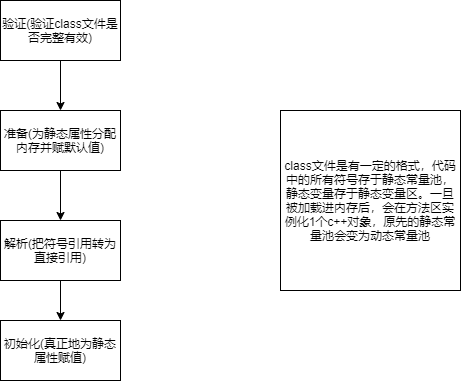 验证(验证class文件是
否完整有效)
准备(为静态属性分配
内存并赋默认值)
解析(把符号引用转为
直接引用)
初始化(真正地为静态
属性赋值)
class文件是有一定的格式，代码
中的所有符号存于静态常量池，
静态变量存于静态变量区。一旦
被加载进内存后，会在方法区实
例化1个c++对象，原先的静态常
量池会变为动态常量池